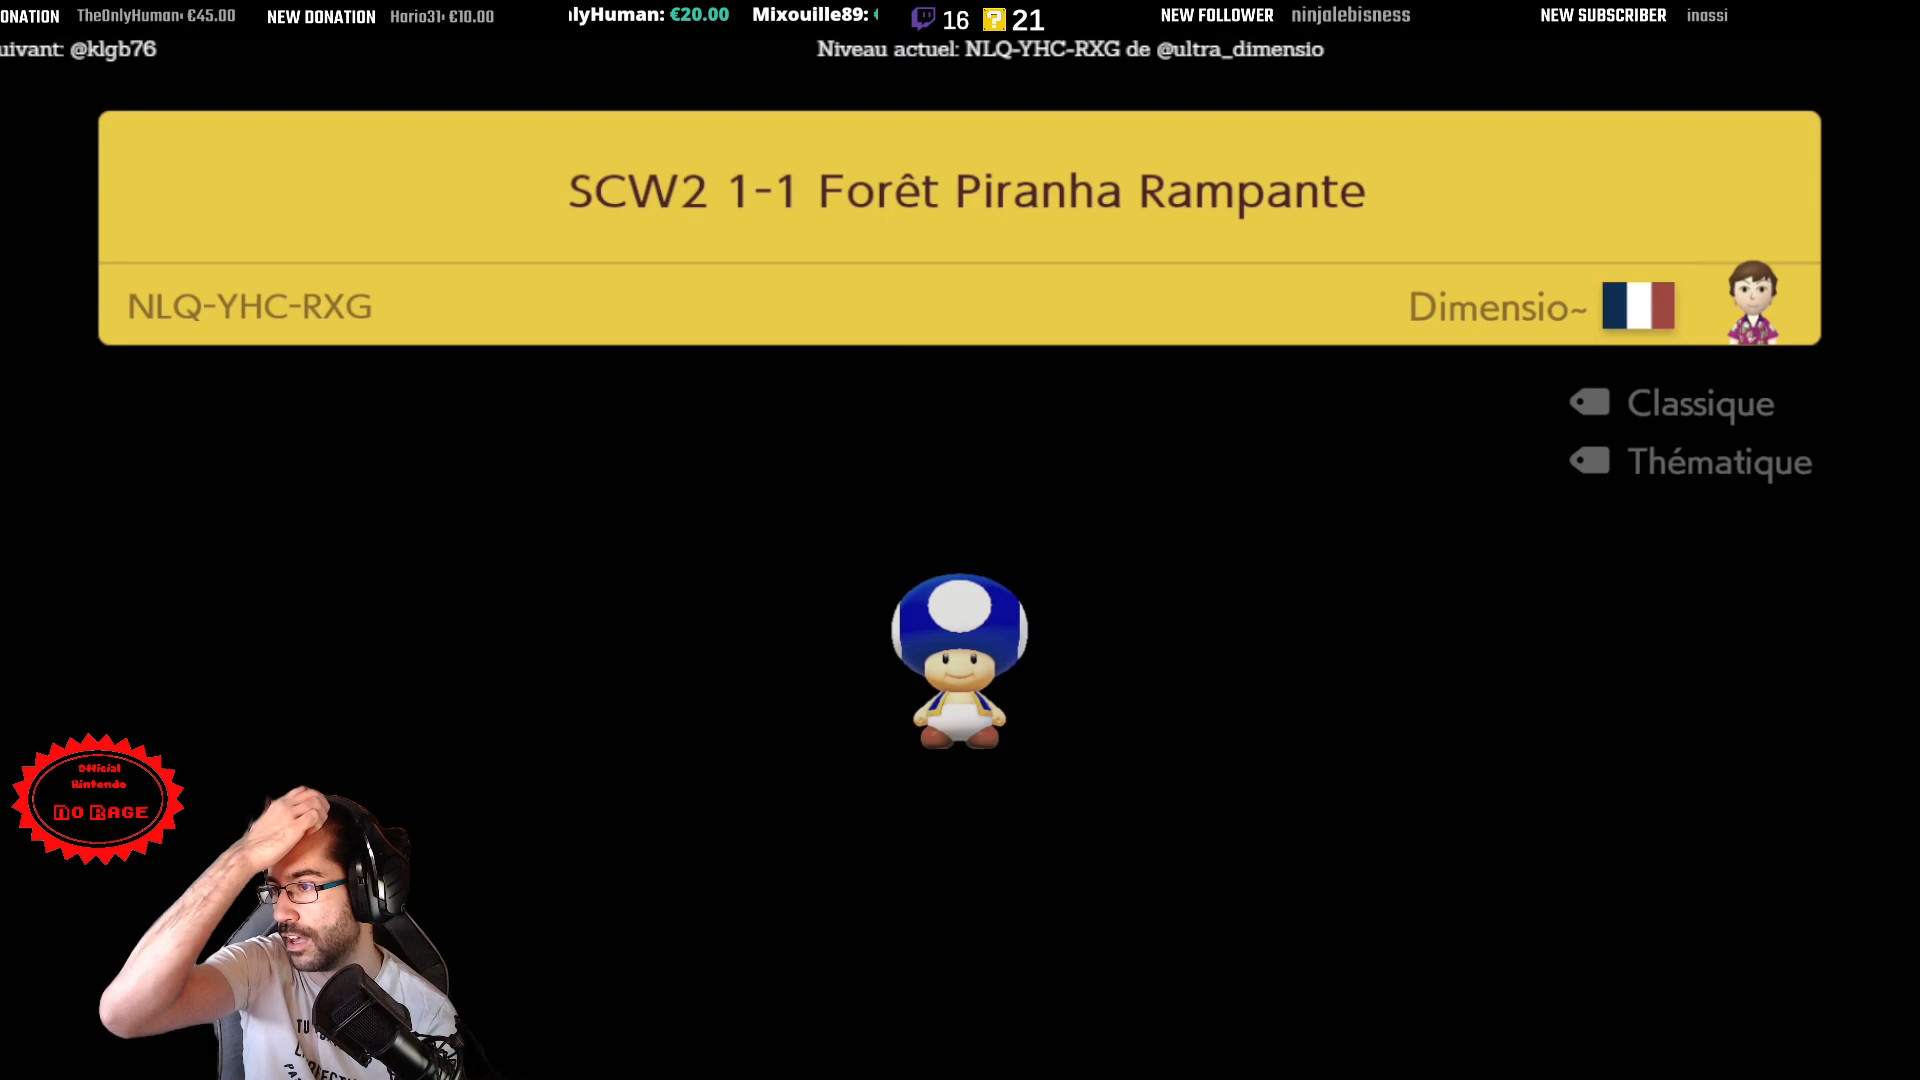 ONATION TheOnlyHuman: €45.00 NEW DONATION Hario31: €10.00 lyHuman: €20.00 Mixouille89: 16 21 NEW FOLLOWER ninjalebisness NEW SUBSCRIBER inassi
uivant: @klgb76 Niveau actuel: NLQ-YHC-RXG de @ultra_dimensio
SCW2 1-1 Forêt Piranha Rampante
NLQ-YHC-RXG Dimensio~
Classique
Thématique
Official
Nintendo
No Rage
TU